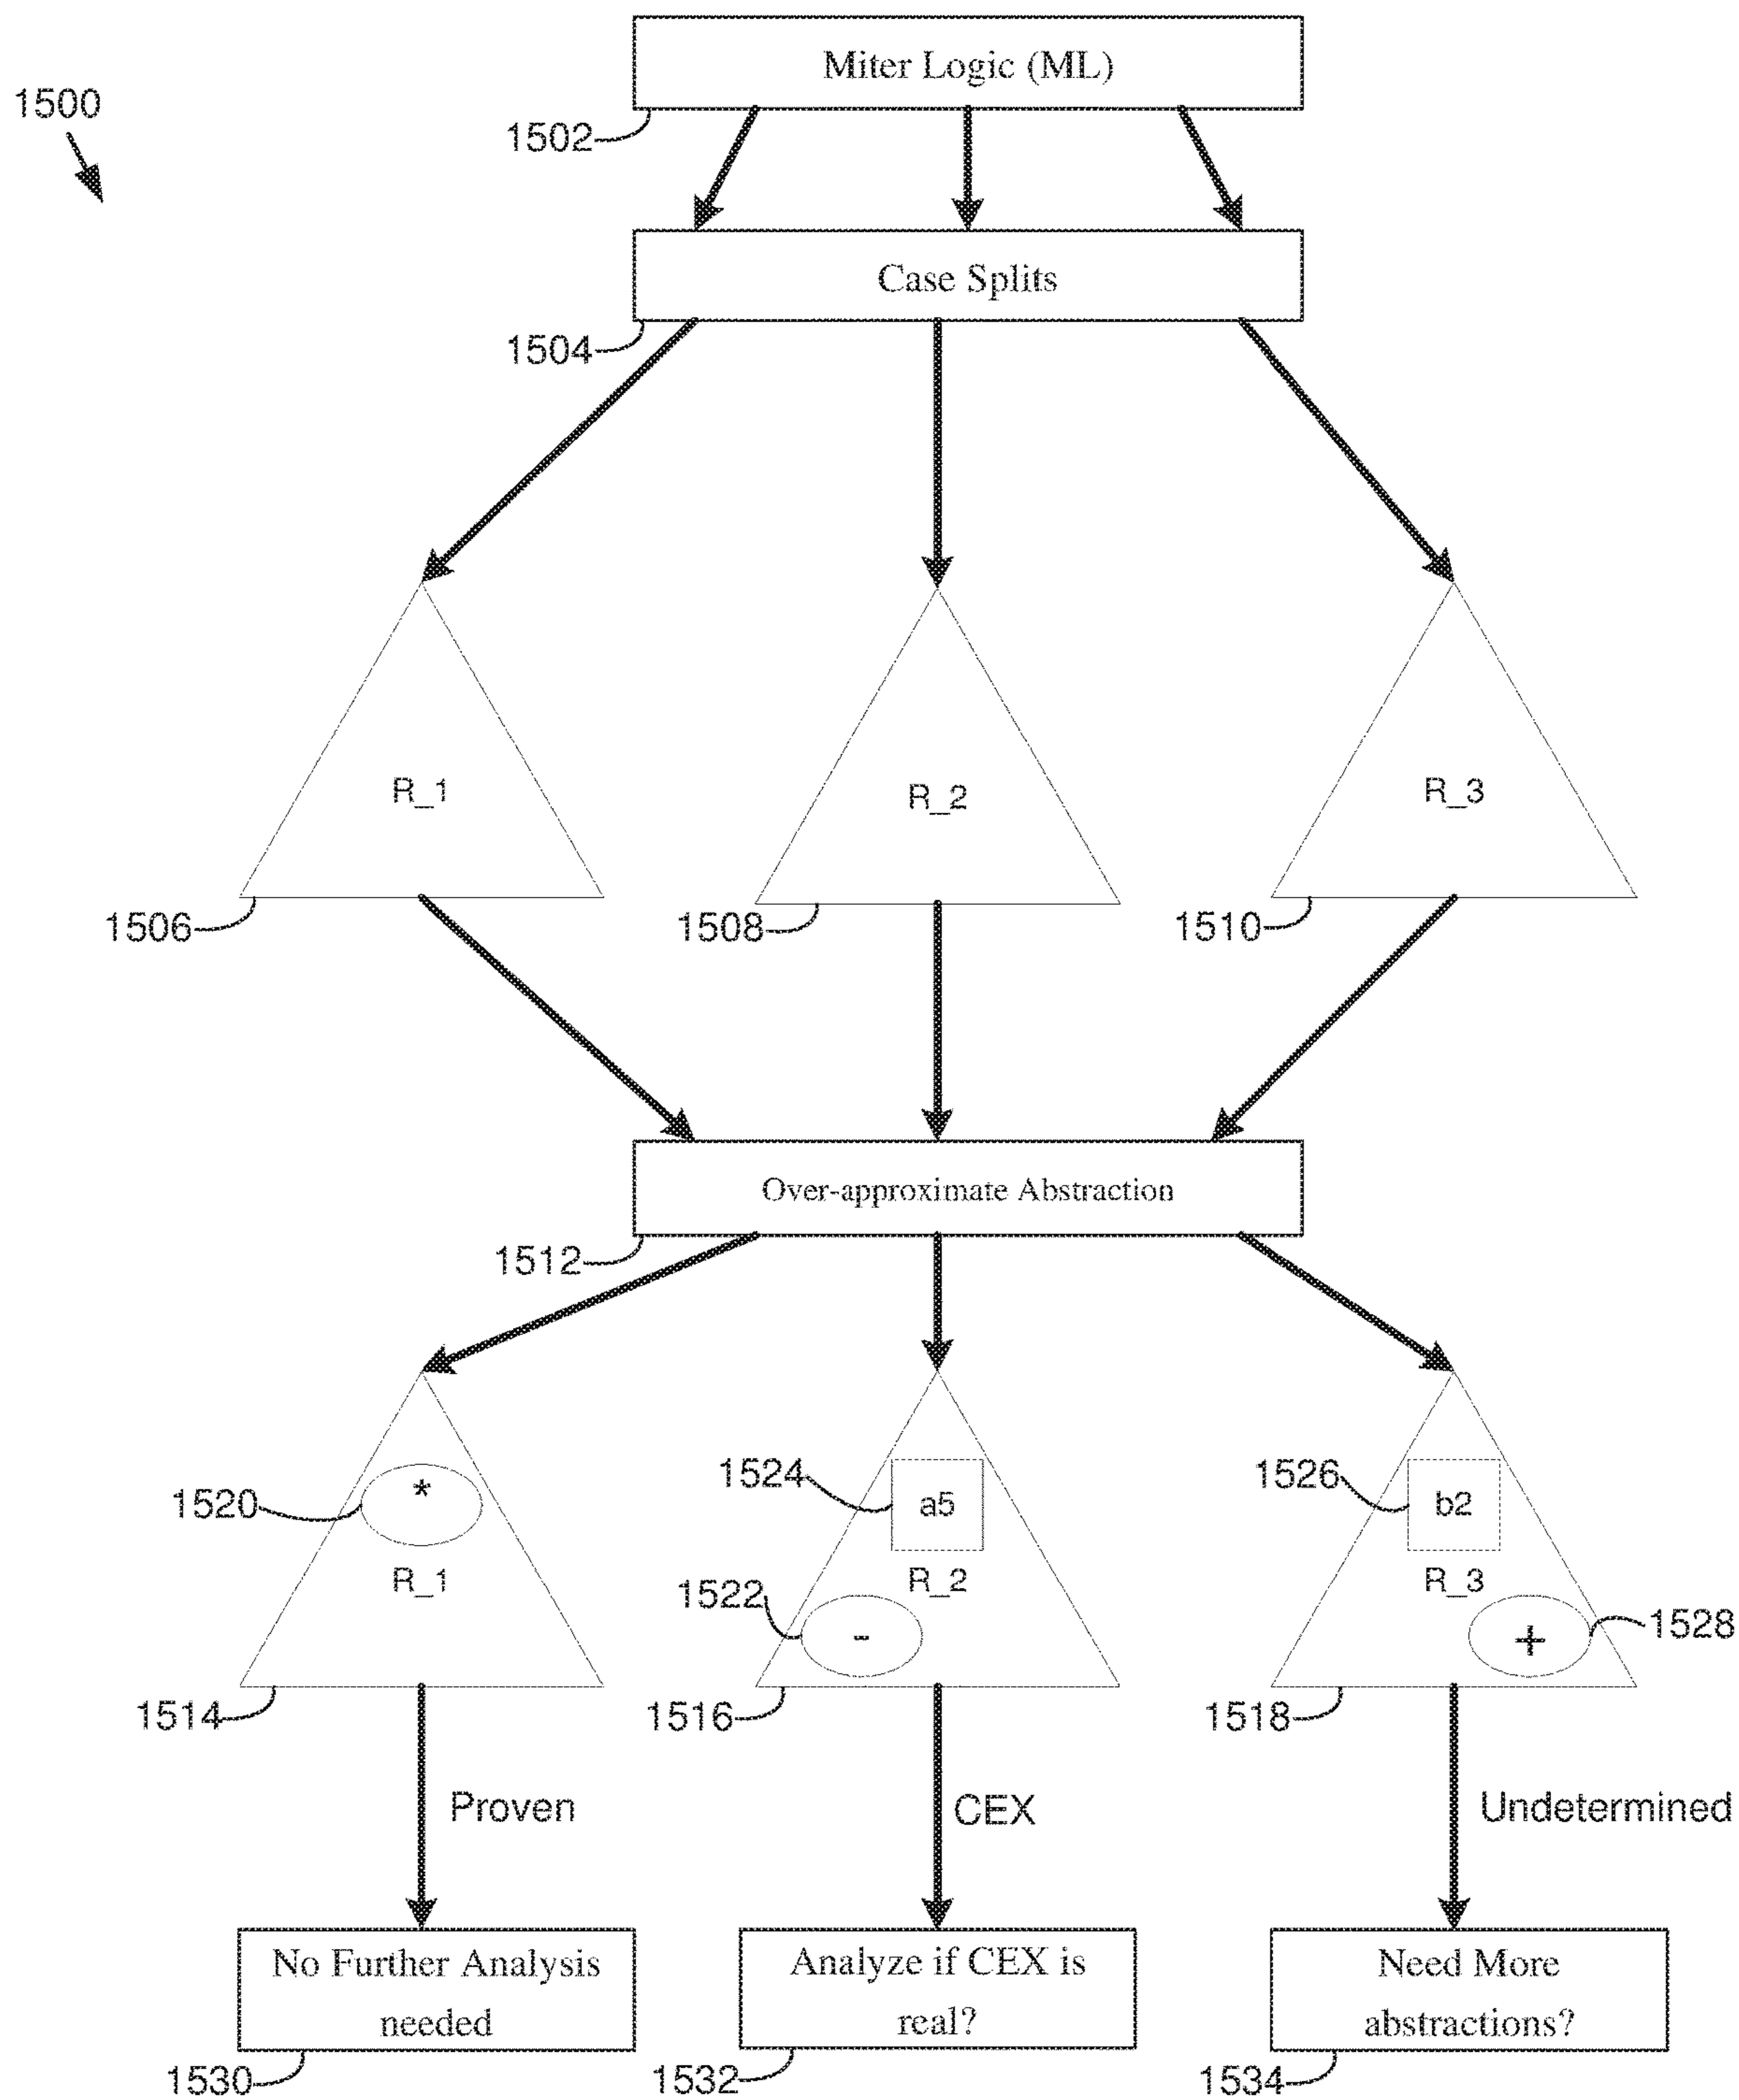 Miter Logic (ML)
1500
1502
Case Splits
1504
R_1
R_2
R_3
1506
1508
1510
Over-approximate Abstraction
1512
1520
*
1524
a5
1526
b2
R_1
R_2
R_3
1522
-
+
1528
1514
1516
1518
Proven
CEX
Undetermined
No Further Analysis
needed
Analyze if CEX is
real?
Need More
abstractions?
1530
1532
1534